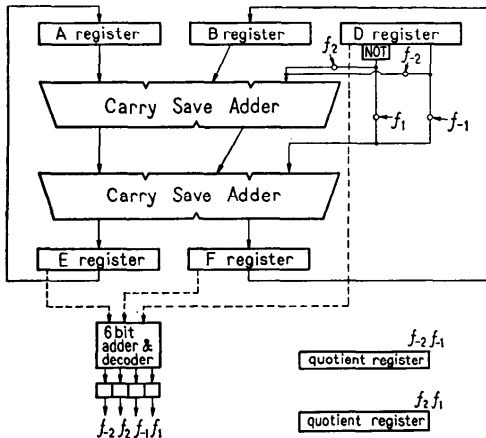 A register
B register
D register
NOT
f2
f-2
f1
f-1
Carry Save Adder
Carry Save Adder
E register
F register
6 bit
adder &
decoder
f-2 f2 f-1 f1
f-2 f-1
quotient register
f2 f1
quotient register